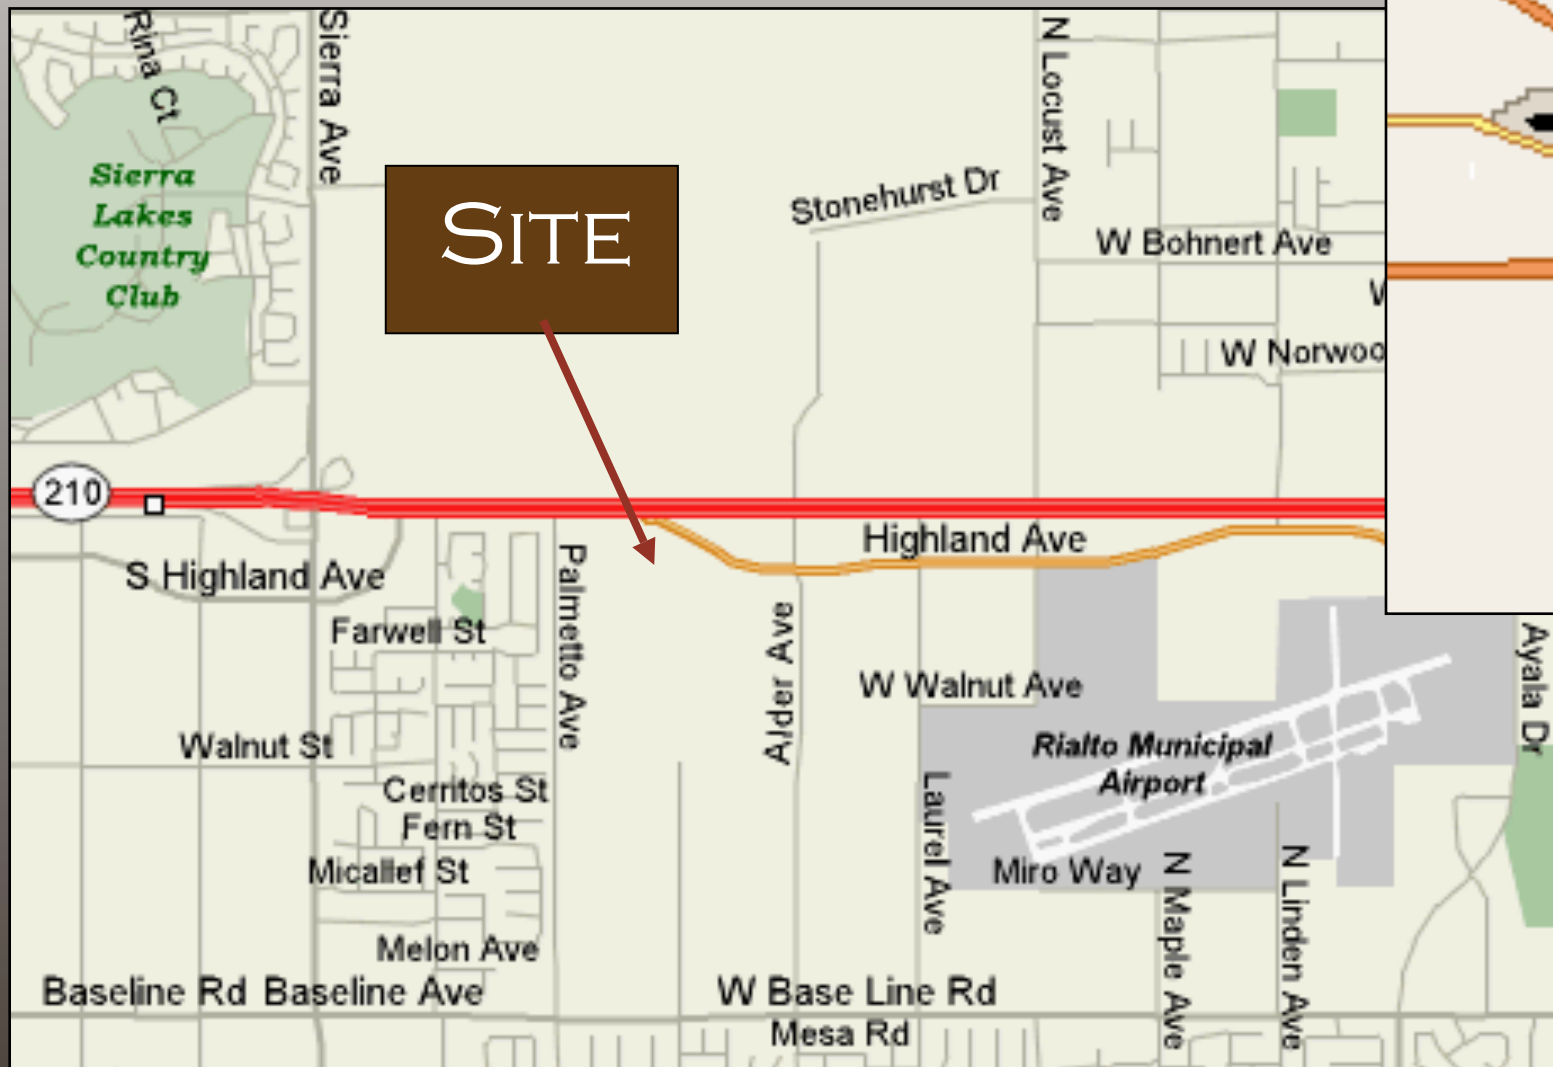 Rina Ct
Sierra Ave
N Locust Ave
Sierra
Lakes
Country
Club
SITE
Stonehurst Dr
W Bohnert Ave
W Norwoo
210
Highland Ave
S Highland Ave
Palmetto Ave
Farwell St
Alder Ave
Ayala Dr
W Walnut Ave
Walnut St
Rialto Municipal
Airport
Cerritos St
Laurel Ave
Fern St
Micallef St
Miro Way
N Maple Ave
N Linden Ave
Melon Ave
Baseline Rd Baseline Ave
W Base Line Rd
Mesa Rd